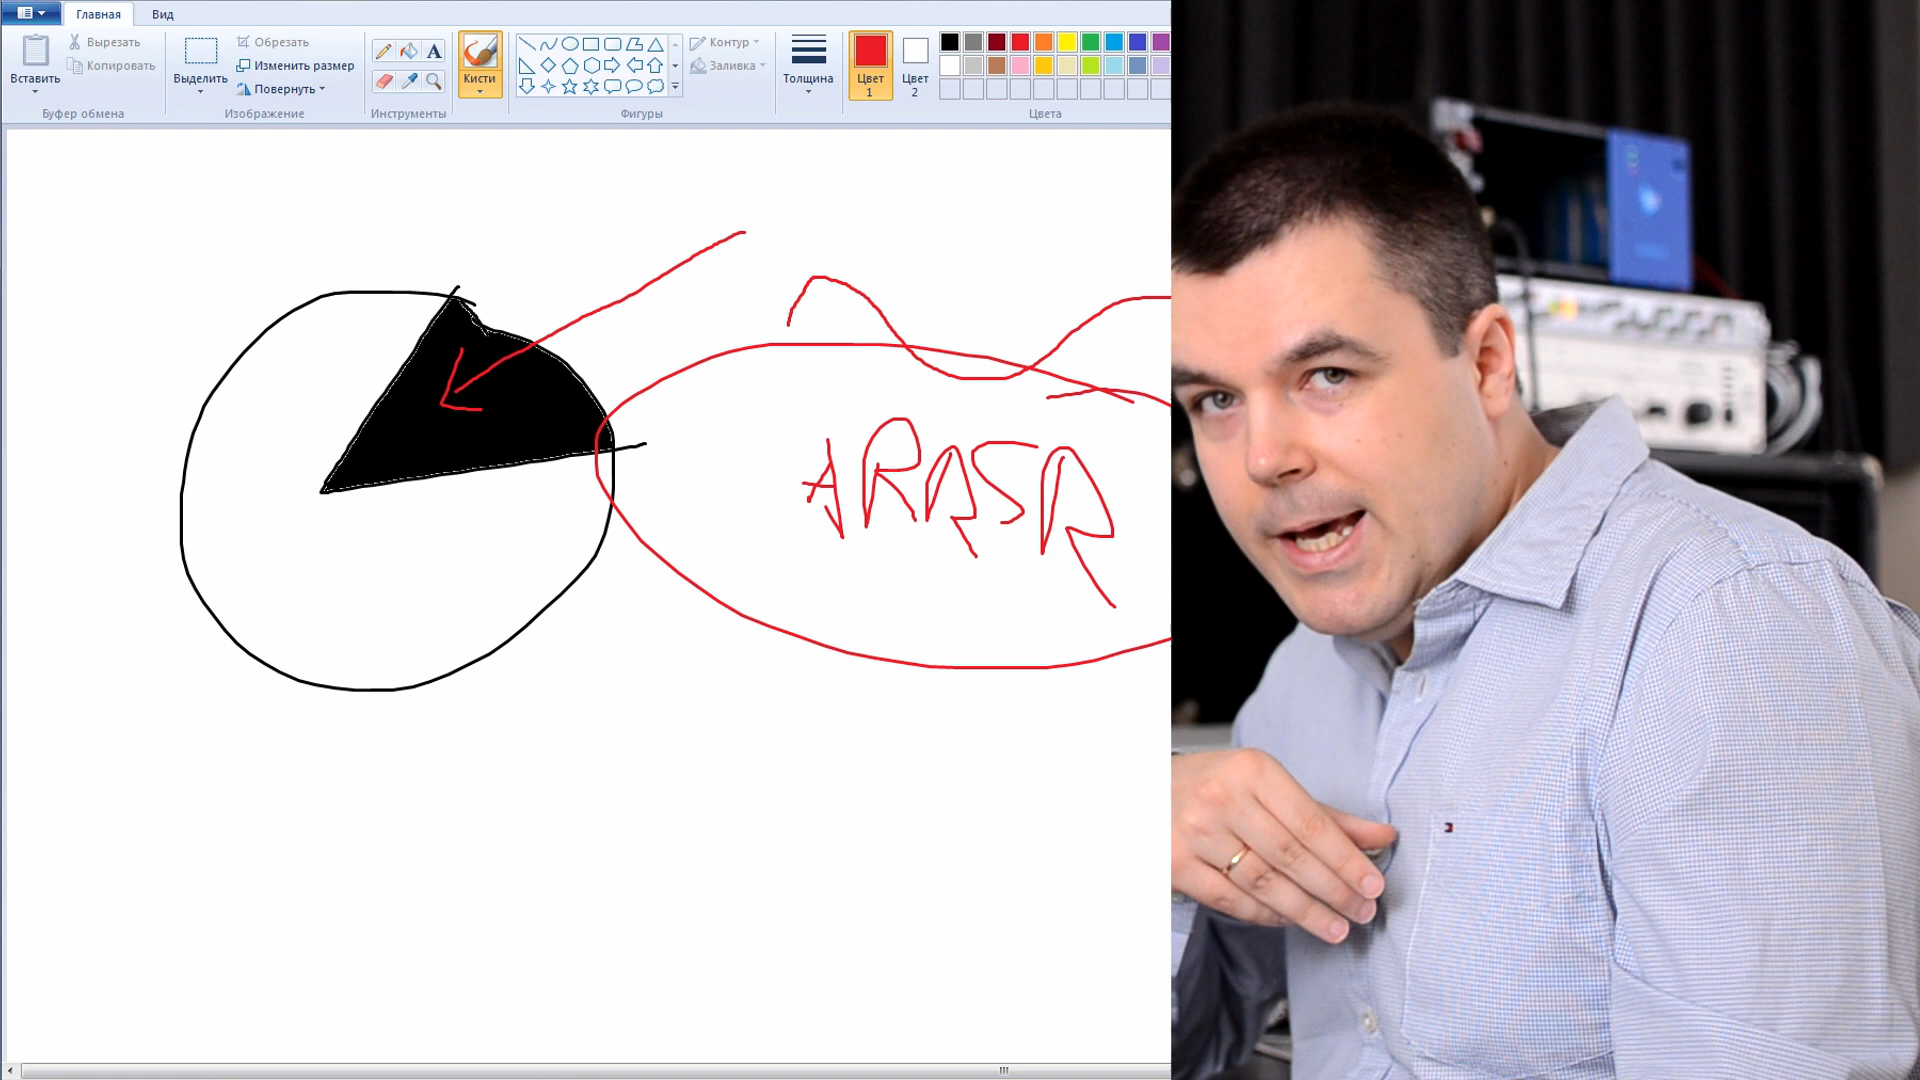 Главная Вид
Вставить
Вырезать
Копировать
Буфер обмена
Выделить
Обрезать
Изменить размер
Повернуть
Изображение
A
Инструменты
Кисти
Контур
Заливка
Фигуры
Толщина
Цвет 1
Цвет 2
Цвета
ARASA